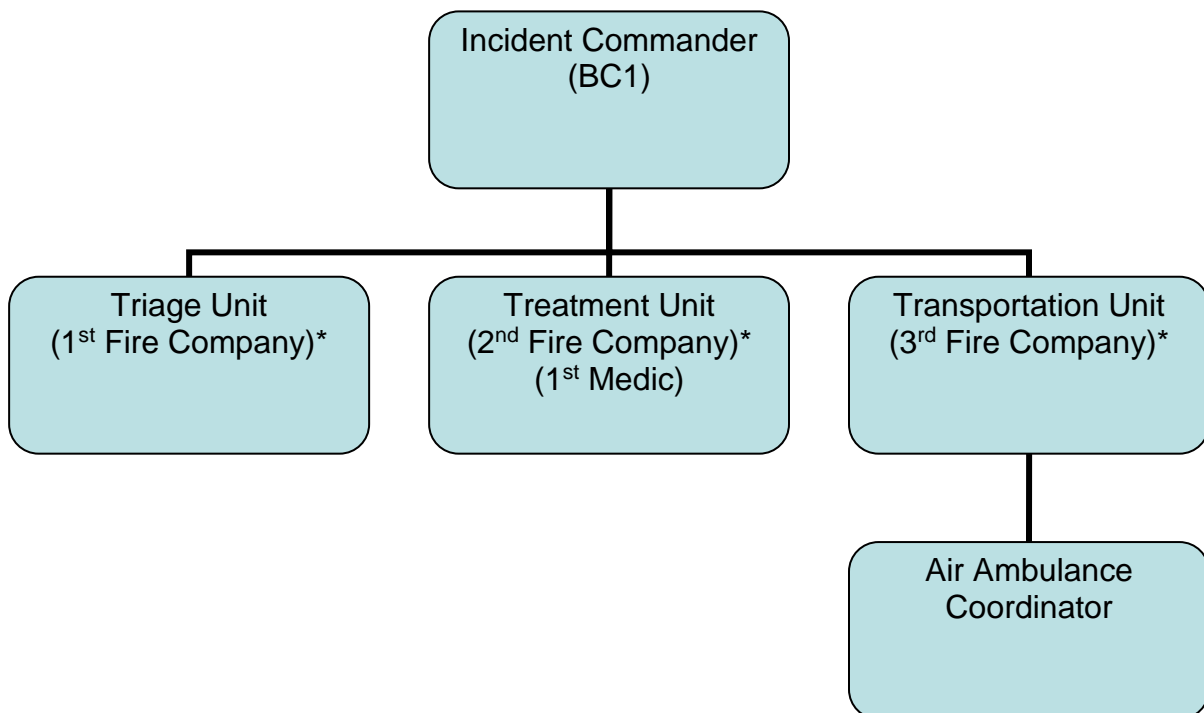 Incident Commander
(BC1)
Triage Unit
(1st Fire Company)*
Treatment Unit
(2nd Fire Company)*
(1st Medic)
Transportation Unit
(3rd Fire Company)*
Air Ambulance
Coordinator